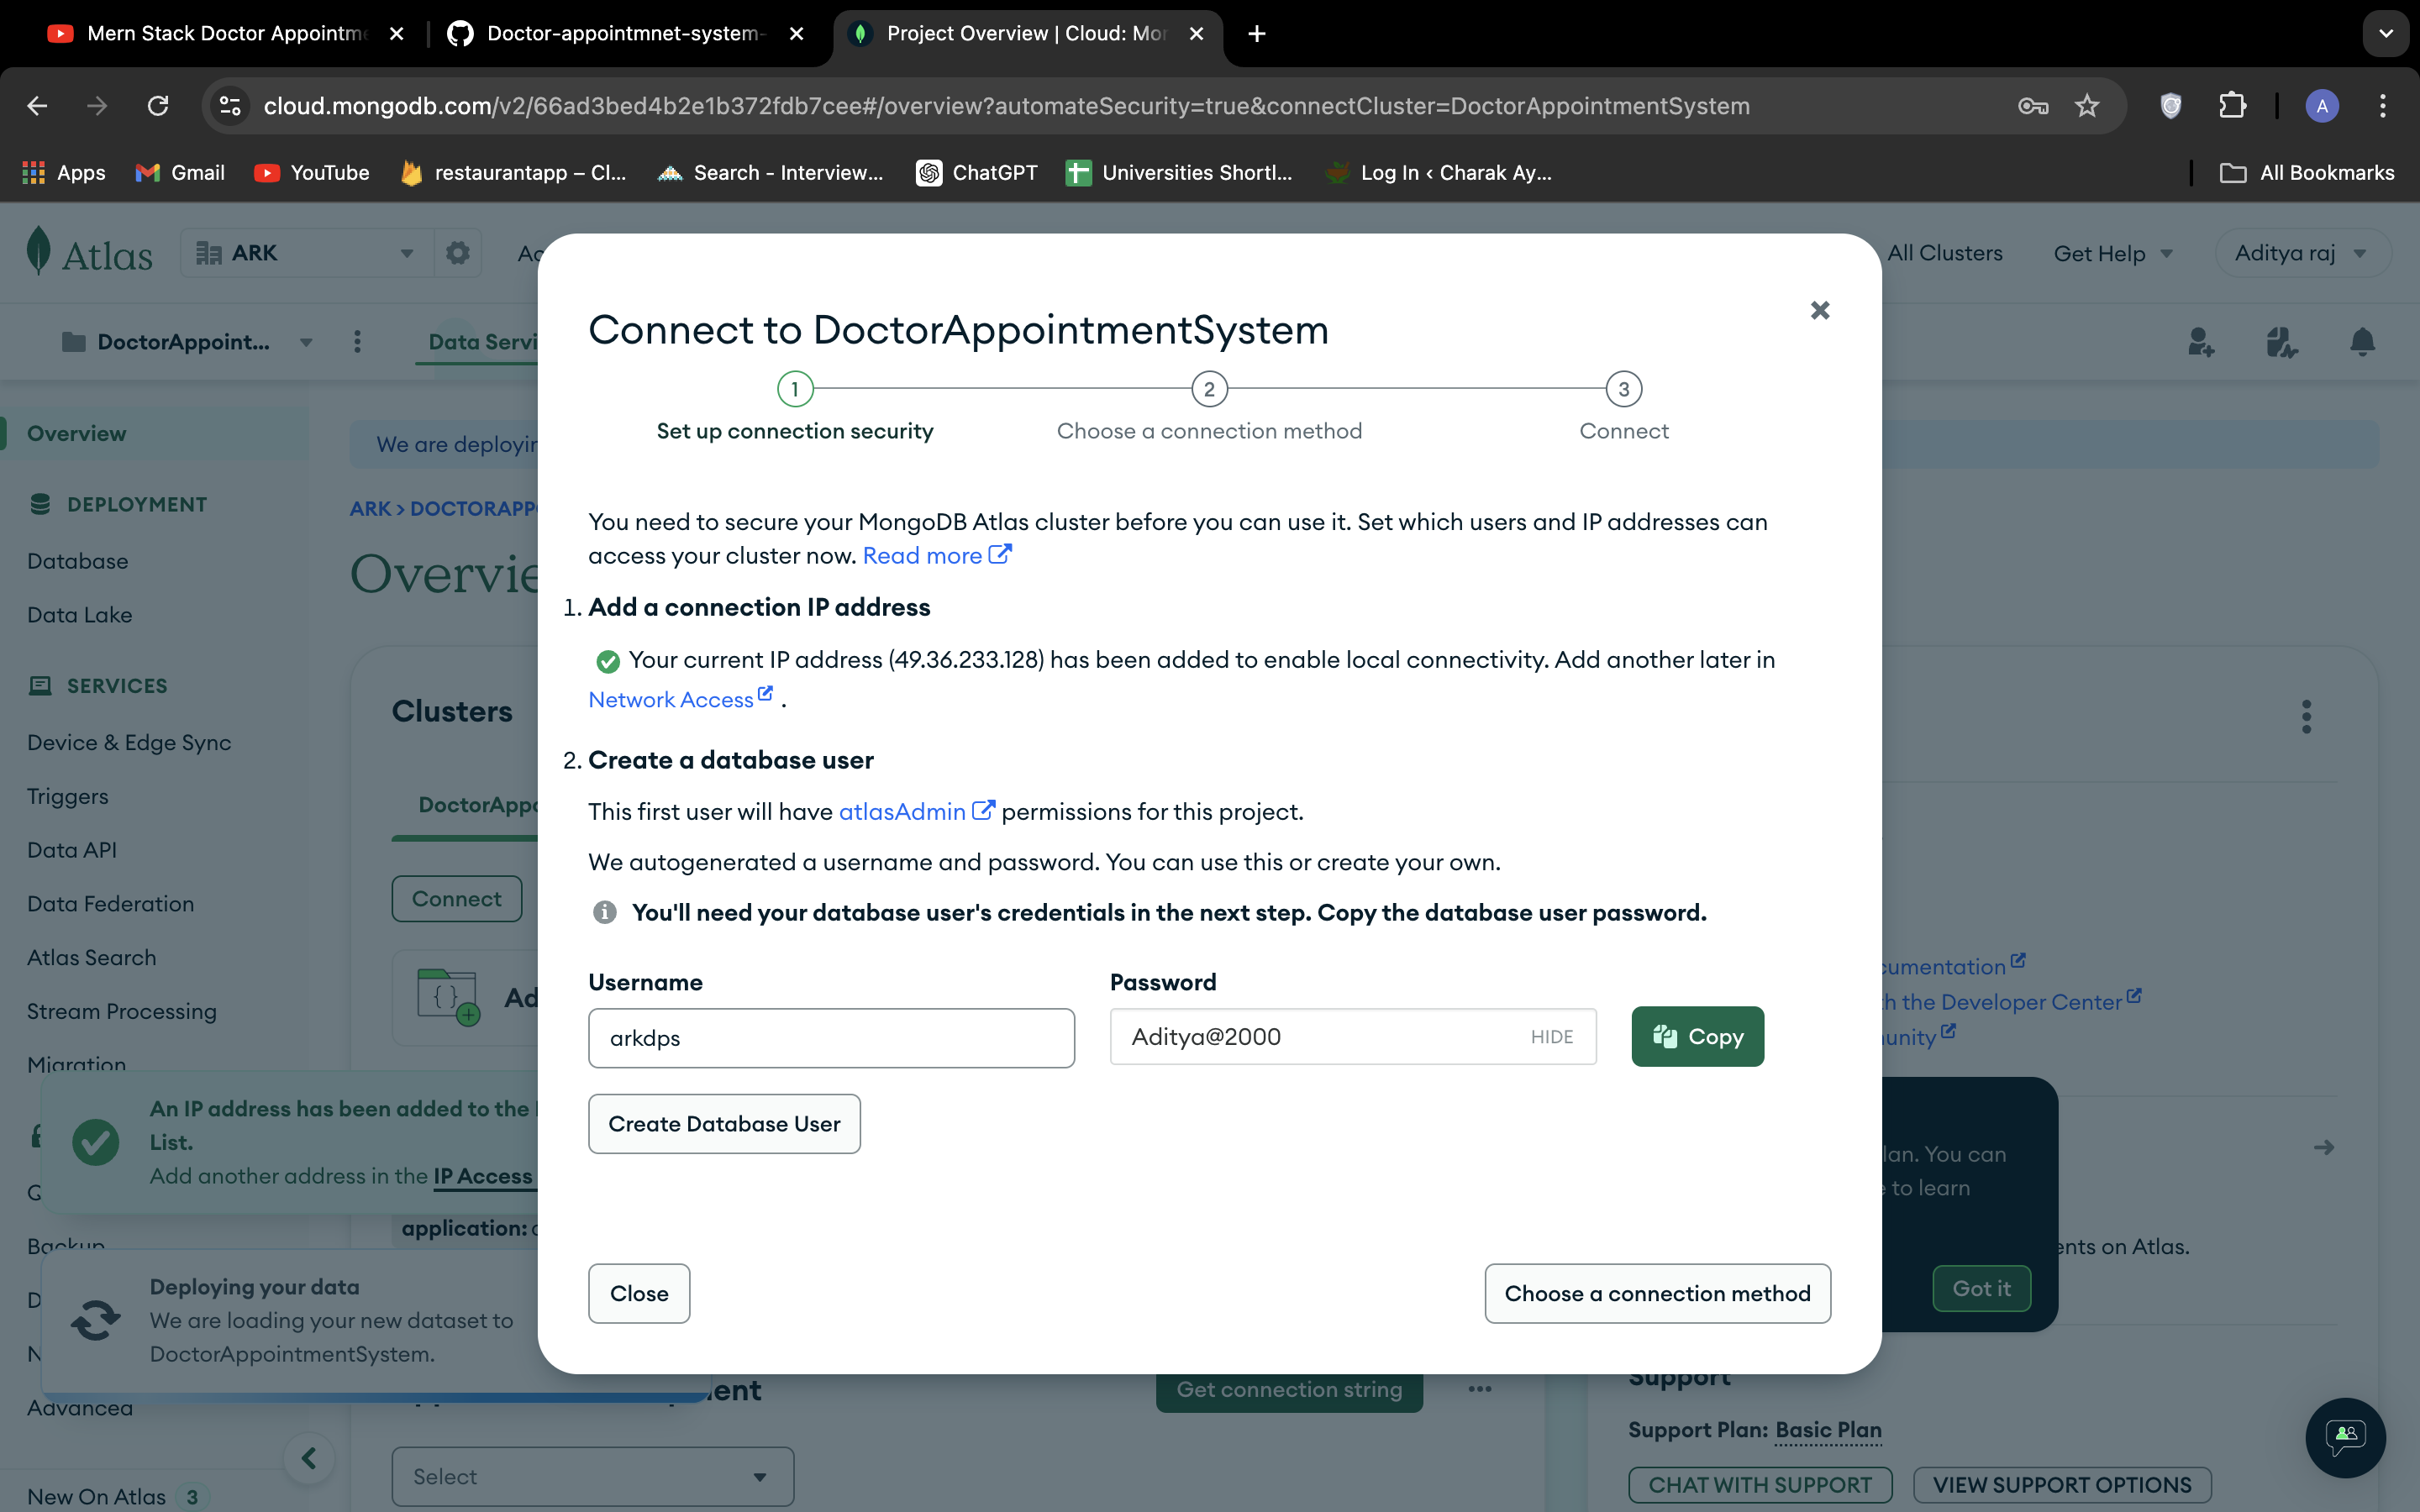 Mern Stack Doctor Appointme
Doctor-appointmnet-system-
Project Overview | Cloud: Mon
cloud.mongodb.com/v2/66ad3bed4b2e1b372fdb7cee#/overview?automateSecurity=true&connectCluster=DoctorAppointmentSystem
A
Apps
Gmail
YouTube
restaurantapp – Cl...
Search - Interview...
ChatGPT
Universities Shortl...
Log In ‹ Charak Ay...
All Bookmarks
Atlas
ARK
Ac
All Clusters
Get Help
Aditya raj
DoctorAppoint...
Data Servi
Overview
We are deployin
DEPLOYMENT
ARK > DOCTORAPP
Database
Overvie
Data Lake
SERVICES
Clusters
Device & Edge Sync
Triggers
DoctorAppo
Data API
Connect
Data Federation
Atlas Search
Ad
Stream Processing
Migration
An IP address has been added to the
List.
Add another address in the IP Access
application:
Backup
Deploying your data
We are loading your new dataset to
DoctorAppointmentSystem.
Advanced
New On Atlas 3
Select
Connect to DoctorAppointmentSystem
1
2
3
Set up connection security
Choose a connection method
Connect
You need to secure your MongoDB Atlas cluster before you can use it. Set which users and IP addresses can
access your cluster now. Read more
1. Add a connection IP address
Your current IP address (49.36.233.128) has been added to enable local connectivity. Add another later in
Network Access .
2. Create a database user
This first user will have atlasAdmin permissions for this project.
We autogenerated a username and password. You can use this or create your own.
You'll need your database user's credentials in the next step. Copy the database user password.
Username
Password
arkdps
Aditya@2000
HIDE
Copy
Create Database User
Close
Choose a connection method
ent
Get connection string
cumentation
h the Developer Center
unity
lan. You can
e to learn
Got it
ents on Atlas.
Support
Support Plan: Basic Plan
CHAT WITH SUPPORT
VIEW SUPPORT OPTIONS